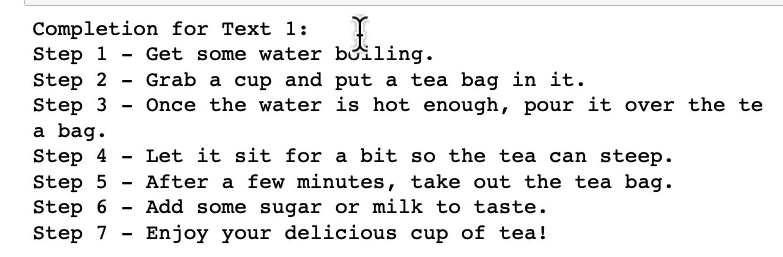 Completion for Text 1:
Step 1 - Get some water boiling.
Step 2 - Grab a cup and put a tea bag in it.
Step 3 - Once the water is hot enough, pour it over the te
a bag.
Step 4 - Let it sit for a bit so the tea can steep.
Step 5 - After a few minutes, take out the tea bag.
Step 6 - Add some sugar or milk to taste.
Step 7 - Enjoy your delicious cup of tea!